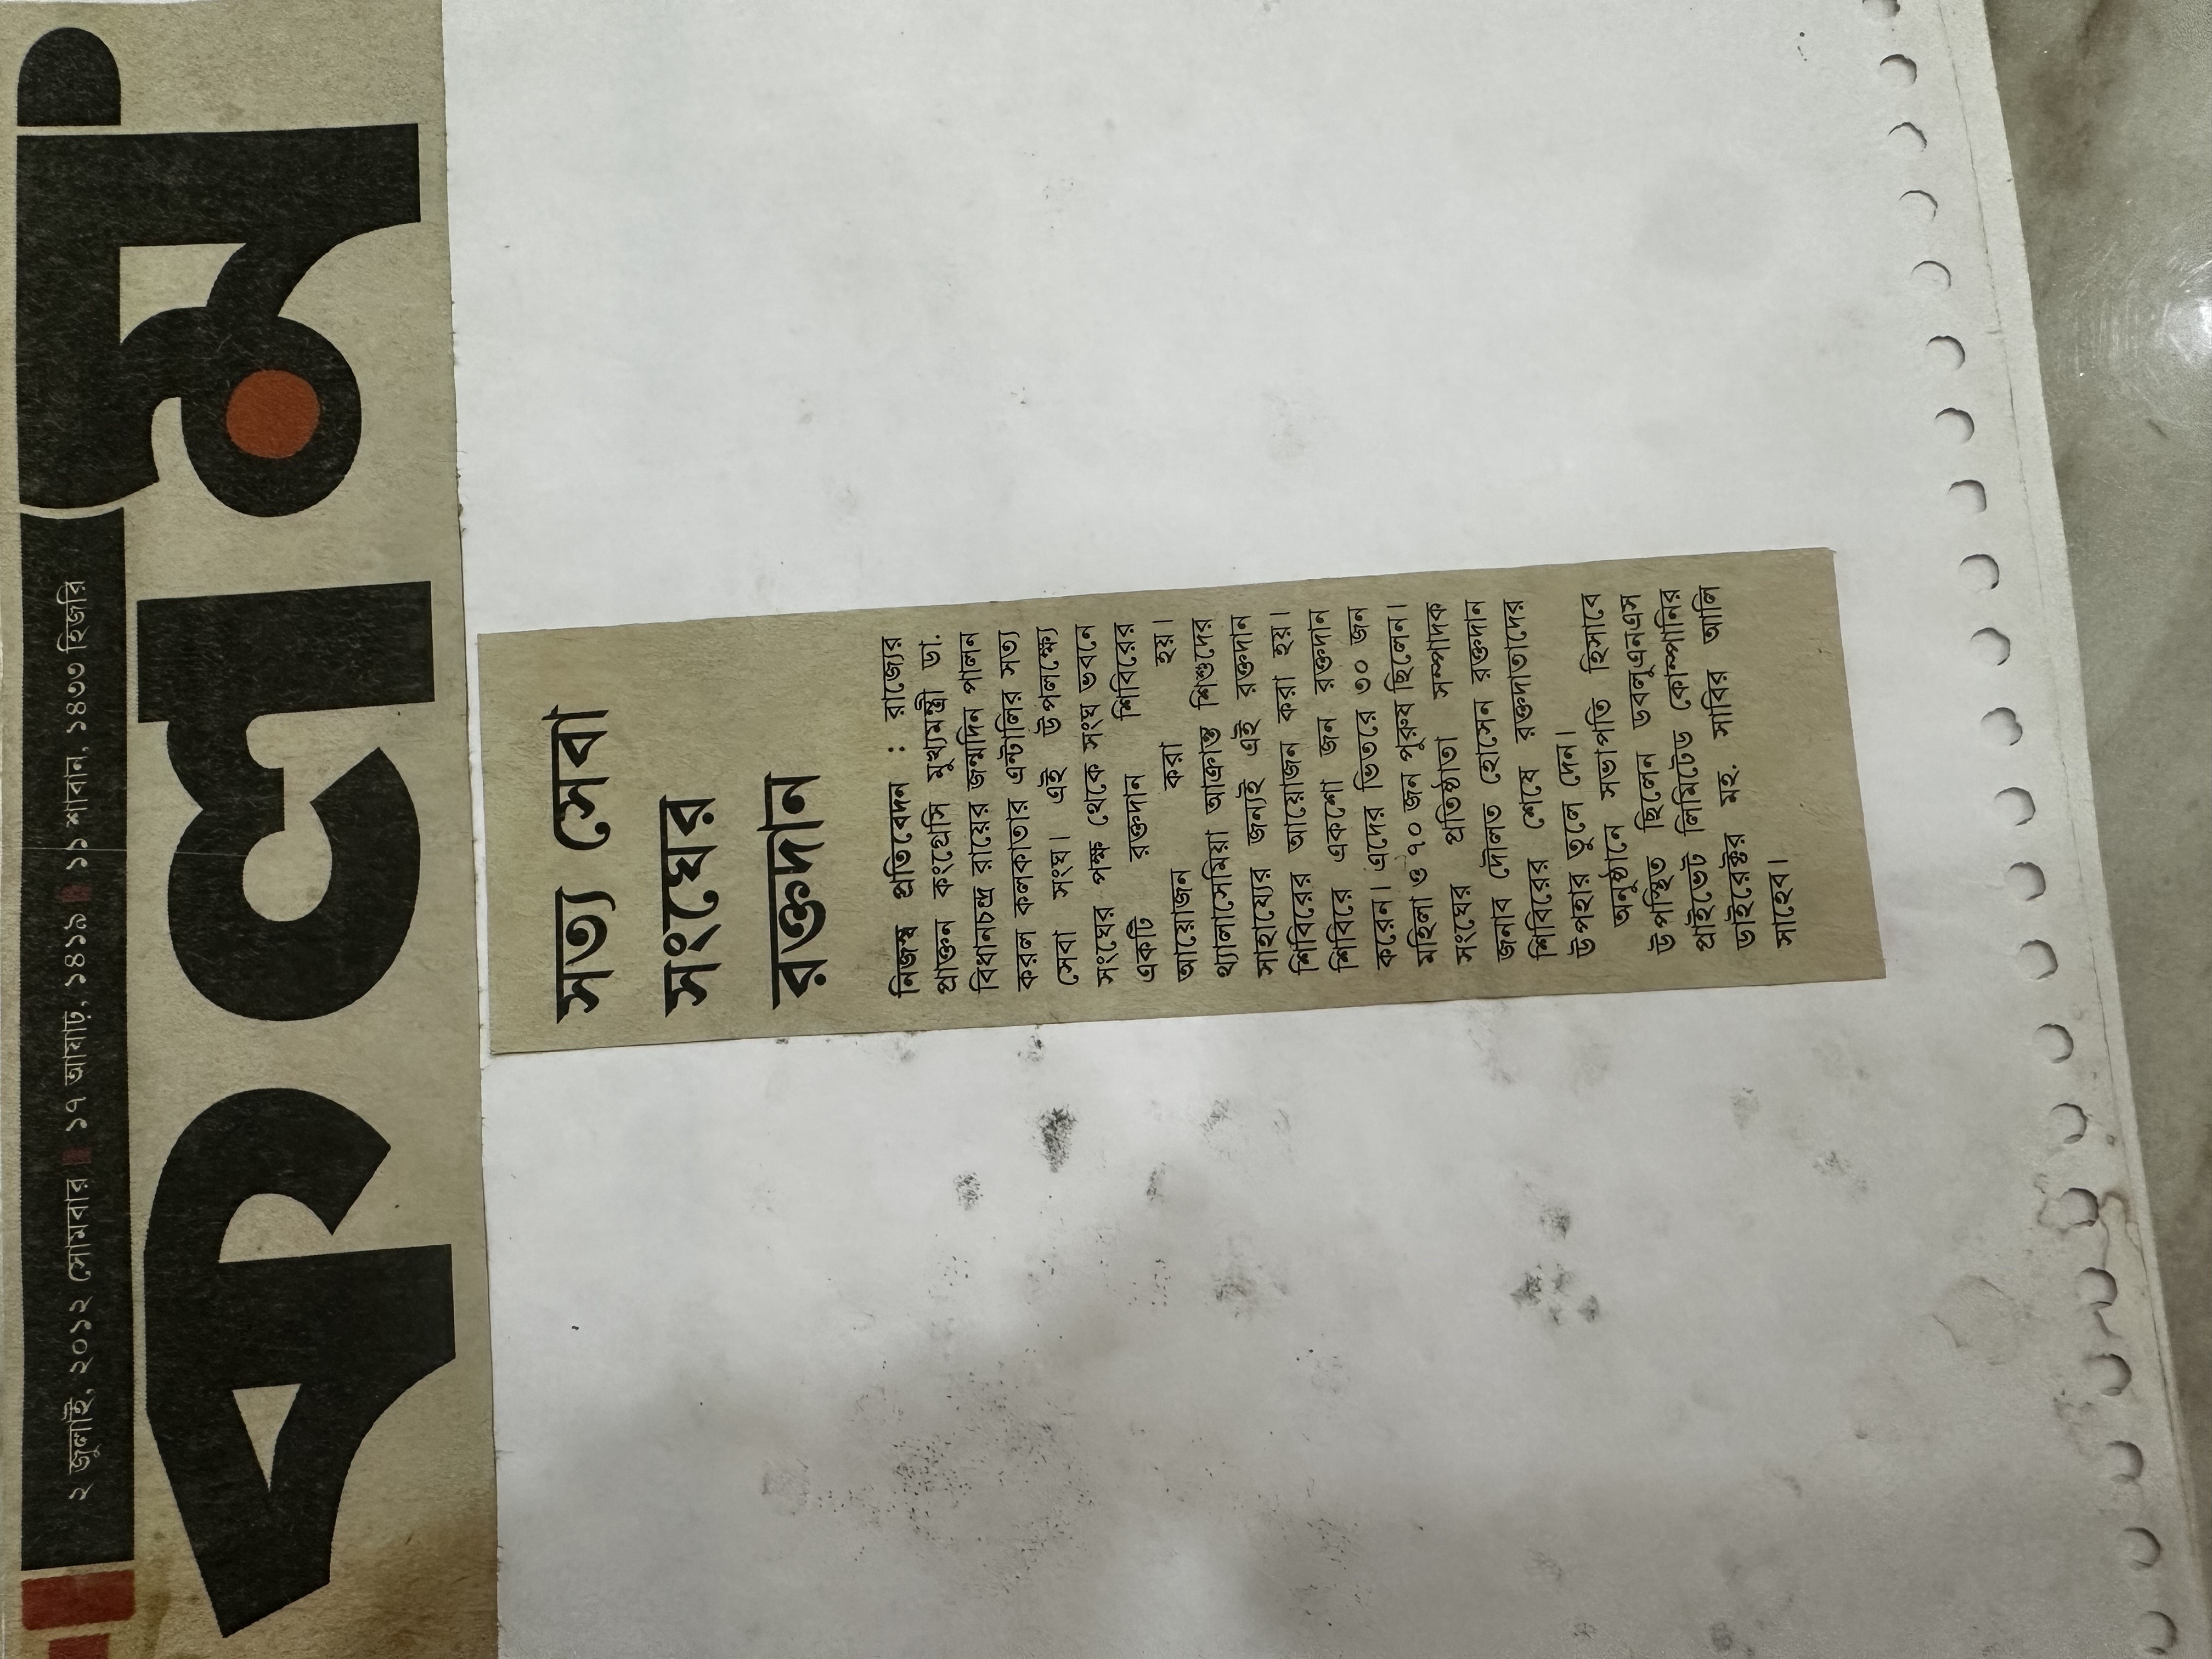 ২ জুলাই, ২০১২ সোমবার ১৭ আষাঢ়, ১৪১৯ ১১ শাবান, ১৪৩৩ হিজরি
কলম
সত্য সেবা
সংঘের
রক্তদান
নিজস্ব প্রতিবেদন : রাজ্যের
প্রাক্তন কংগ্রেসি মুখ্যমন্ত্রী ডা.
বিধানচন্দ্র রায়ের জন্মদিন পালন
করল কলকাতার এন্টালির সত্য
সেবা সংঘ। এই উপলক্ষ্যে
সংঘের পক্ষ থেকে সংঘ ভবনে
একটি রক্তদান শিবিরের
আয়োজন করা হয়।
থ্যালাসেমিয়া আক্রান্ত শিশুদের
সাহায্যের জন্যই এই রক্তদান
শিবিরের আয়োজন করা হয়।
শিবিরে একশো জন রক্তদান
করেন। এদের ভিতরে ৩০ জন
মহিলা ও ৭০ জন পুরুষ ছিলেন।
সংঘের প্রতিষ্ঠাতা সম্পাদক
জনাব দৌলত হোসেন রক্তদান
শিবিরের শেষে রক্তদাতাদের
উপহার তুলে দেন।
অনুষ্ঠানে সভাপতি হিসাবে
উপস্থিত ছিলেন ডবলুএনএস
প্রাইভেট লিমিটেড কোম্পানির
ডাইরেক্টর মহ. সাবির আলি
সাহেব।